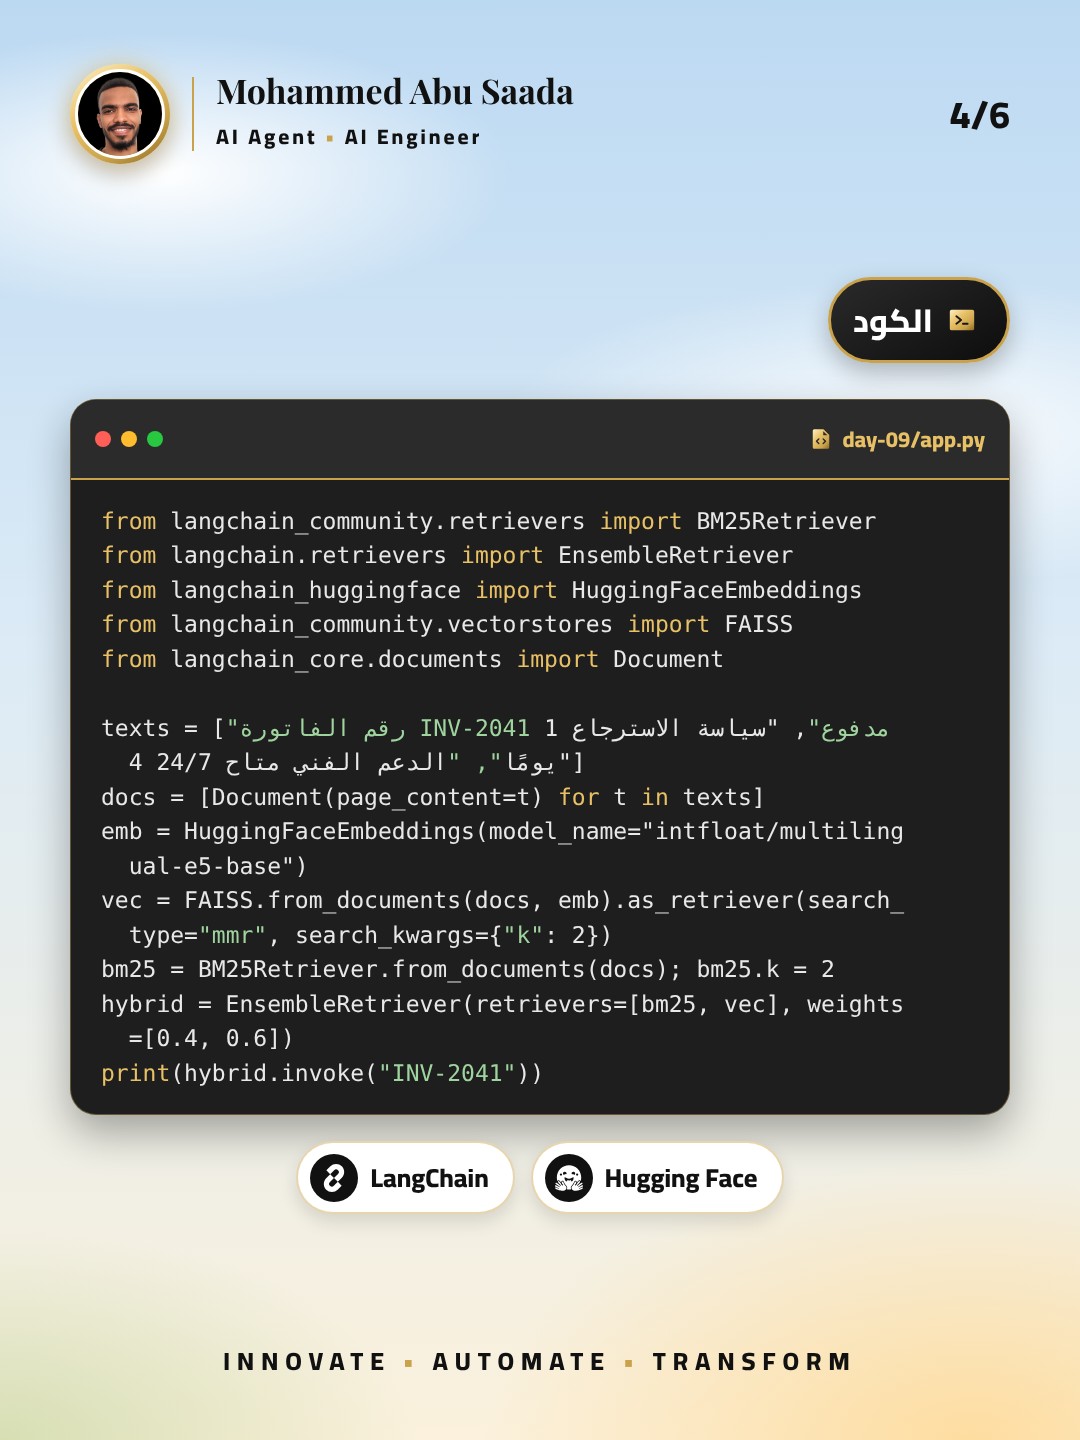 Mohammed Abu Saada
AI Agent ▪ AI Engineer
4/6
الكود
day-09/app.py
from langchain_community.retrievers import BM25Retriever
from langchain.retrievers import EnsembleRetriever
from langchain_huggingface import HuggingFaceEmbeddings
from langchain_community.vectorstores import FAISS
from langchain_core.documents import Document
texts = ["رقم الفاتورة INV-2041 مدفوع", "سياسة الاسترجاع 1
4 يومًا", "الدعم الفني متاح 24/7"]
docs = [Document(page_content=t) for t in texts]
emb = HuggingFaceEmbeddings(model_name="intfloat/multiling
ual-e5-base")
vec = FAISS.from_documents(docs, emb).as_retriever(search_
type="mmr", search_kwargs={"k": 2})
bm25 = BM25Retriever.from_documents(docs); bm25.k = 2
hybrid = EnsembleRetriever(retrievers=[bm25, vec], weights
=[0.4, 0.6])
print(hybrid.invoke("INV-2041"))
LangChain
Hugging Face
INNOVATE ▪ AUTOMATE ▪ TRANSFORM